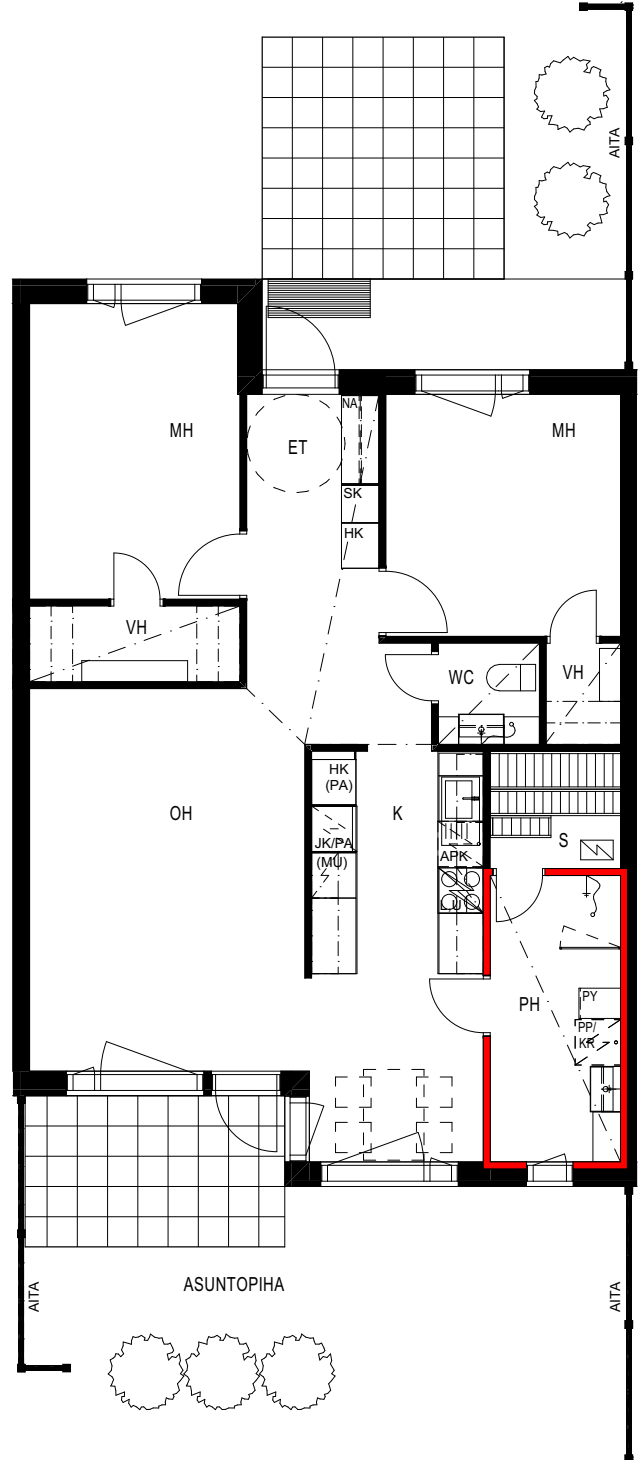 AITA
MH
ET
NA
SK
HK
MH
VH
WC
VH
OH
HK
(PA)
JK/PA
(MU)
K
APK
LU
S
PH
PY
PP/
KR
AITA
ASUNTOPIHA
AITA